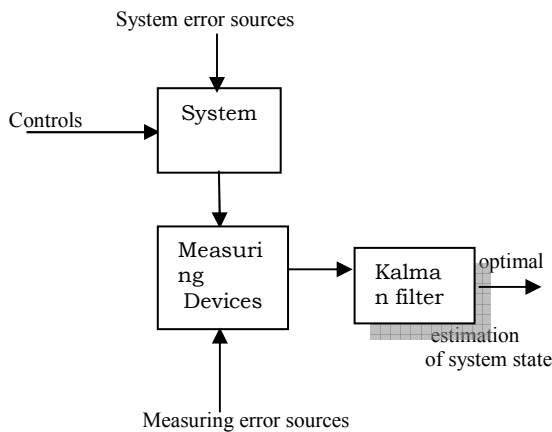 System error sources
System
Controls
Measuri
ng
Devices
Kalma
n filter
optimal
estimation
of system state
Measuring error sources